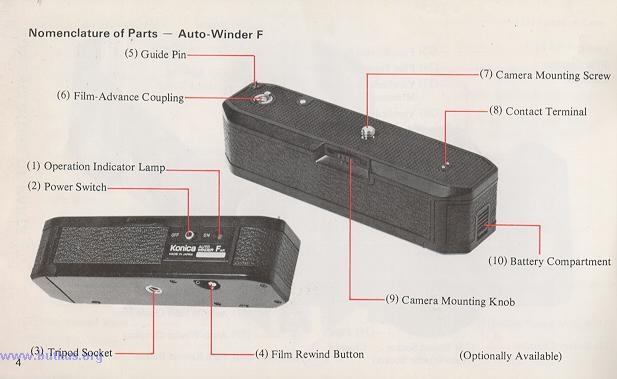 Nomenclature of Parts — Auto-Winder F
(5) Guide Pin
(7) Camera Mounting Screw
(6) Film-Advance Coupling
(8) Contact Terminal
(1) Operation Indicator Lamp
(2) Power Switch
OFF ON
Konica AUTO WINDER F
MADE IN JAPAN
(10) Battery Compartment
(9) Camera Mounting Knob
(3) Tripod Socket
(4) Film Rewind Button
(Optionally Available)
www.butkus.org
4